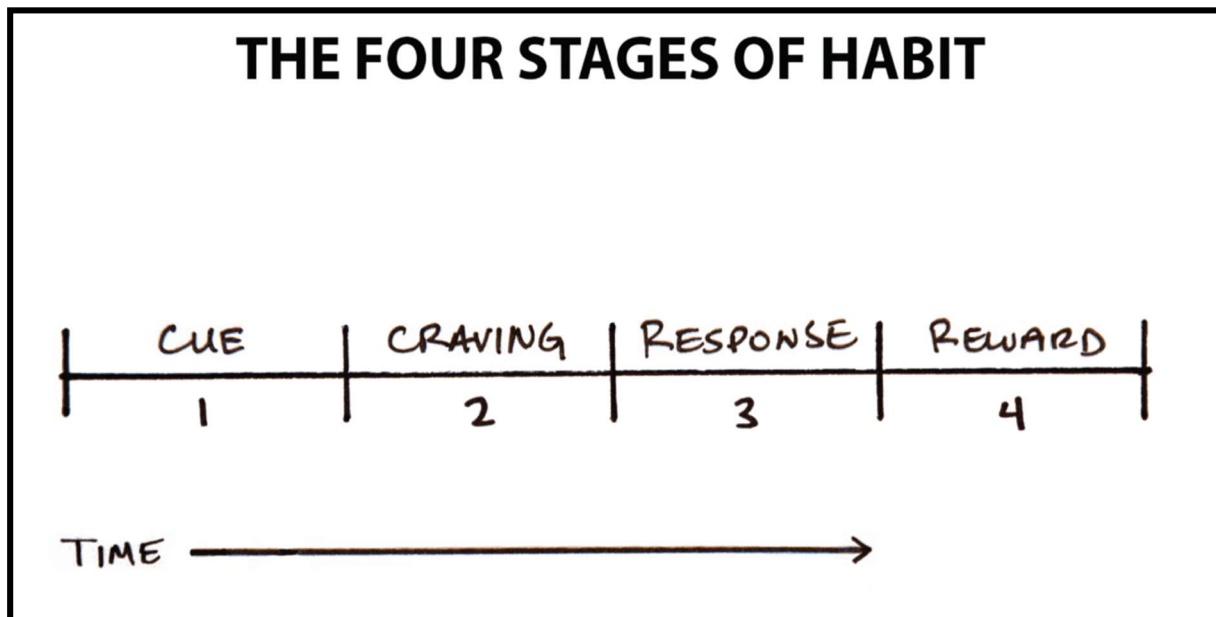 THE FOUR STAGES OF HABIT
CUE CRAVING RESPONSE REWARD
1 2 3 4
TIME